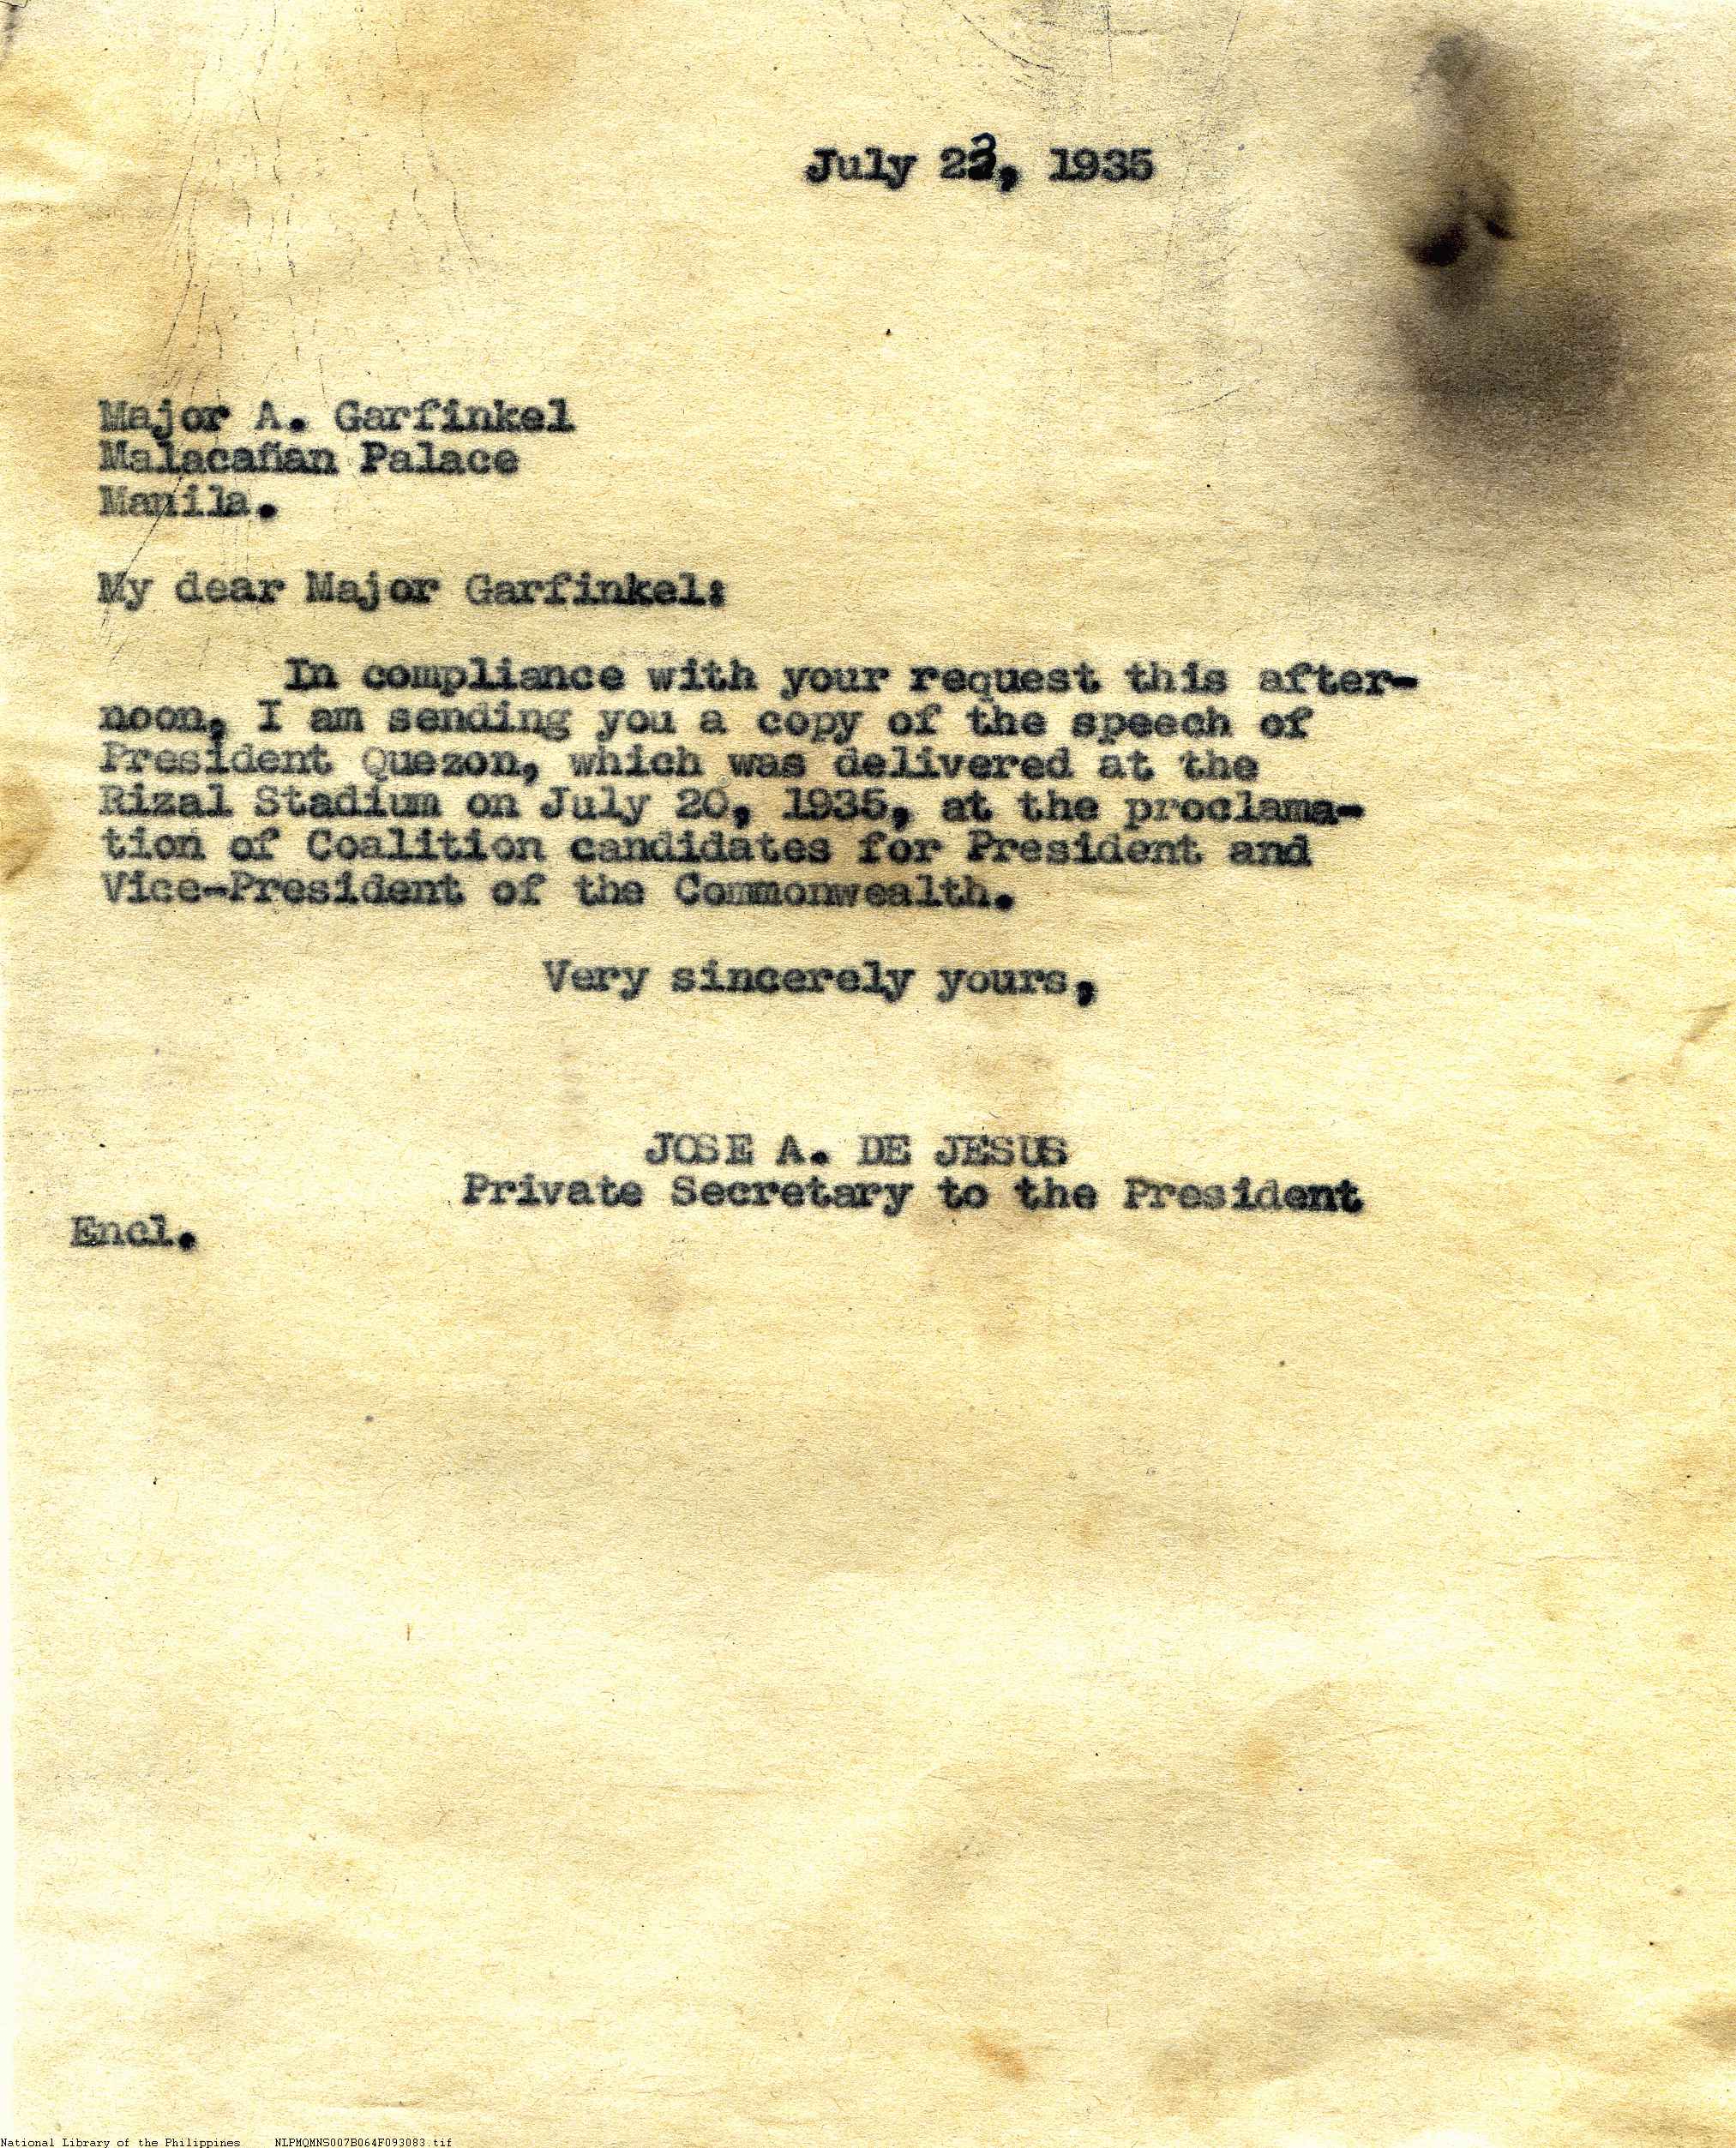 July 22, 1935
Major A. Garfinkel
Malacañan Palace
Manila.
My dear Major Garfinkel:
In compliance with your request this after-
noon, I am sending you a copy of the speech of
President Quezon, which was delivered at the
Rizal Stadium on July 20, 1935, at the proclama-
tion of Coalition candidates for President and
Vice-President of the Commonwealth.
Very sincerely yours,
JOSE A. DE JESUS
Private Secretary to the President
Encl.
National Library of the Philippines NLPMQMNS007B064F093083.tif